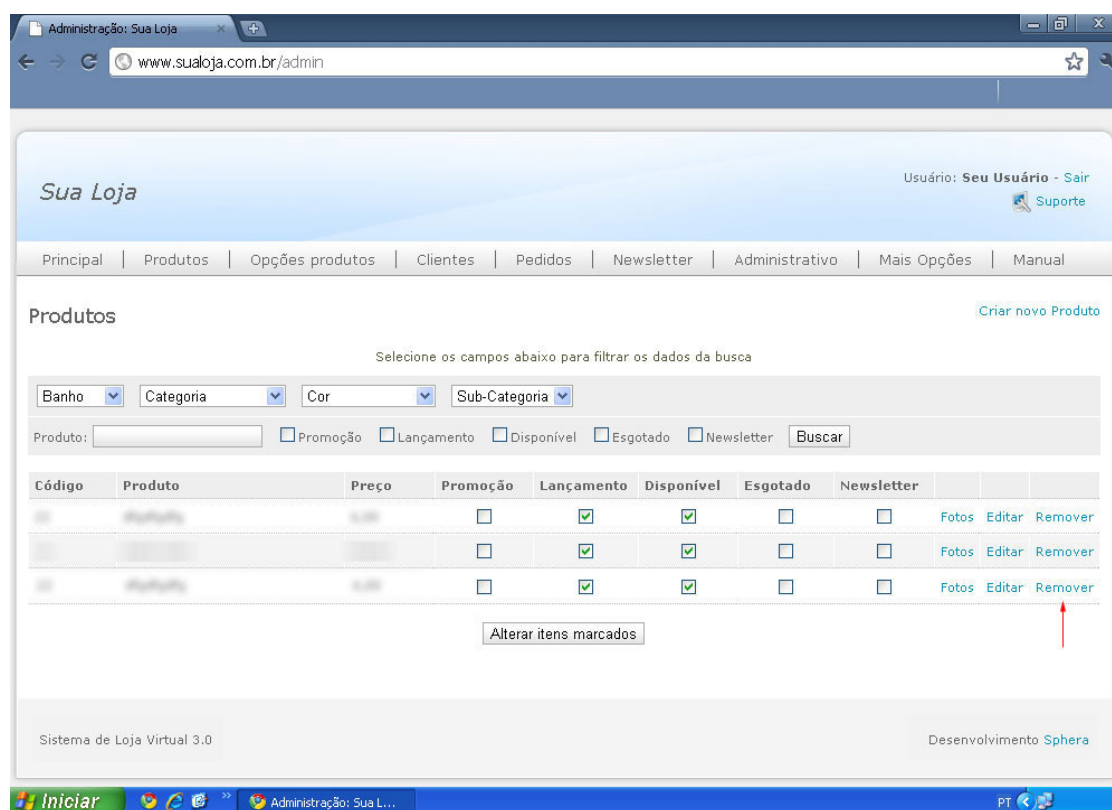 Administração: Sua Loja
www.sualoja.com.br/admin
Sua Loja
Usuário: Seu Usuário - Sair
Suporte
Principal | Produtos | Opções produtos | Clientes | Pedidos | Newsletter | Administrativo | Mais Opções | Manual
Produtos
Criar novo Produto
Selecione os campos abaixo para filtrar os dados da busca
Banho Categoria Cor Sub-Categoria
Produto: Promoção Lançamento Disponível Esgotado Newsletter Buscar
Código Produto Preço Promoção Lançamento Disponível Esgotado Newsletter
Fotos Editar Remover
Fotos Editar Remover
Fotos Editar Remover
Alterar itens marcados
Sistema de Loja Virtual 3.0
Desenvolvimento Sphera
Iniciar » Administração: Sua L... PT